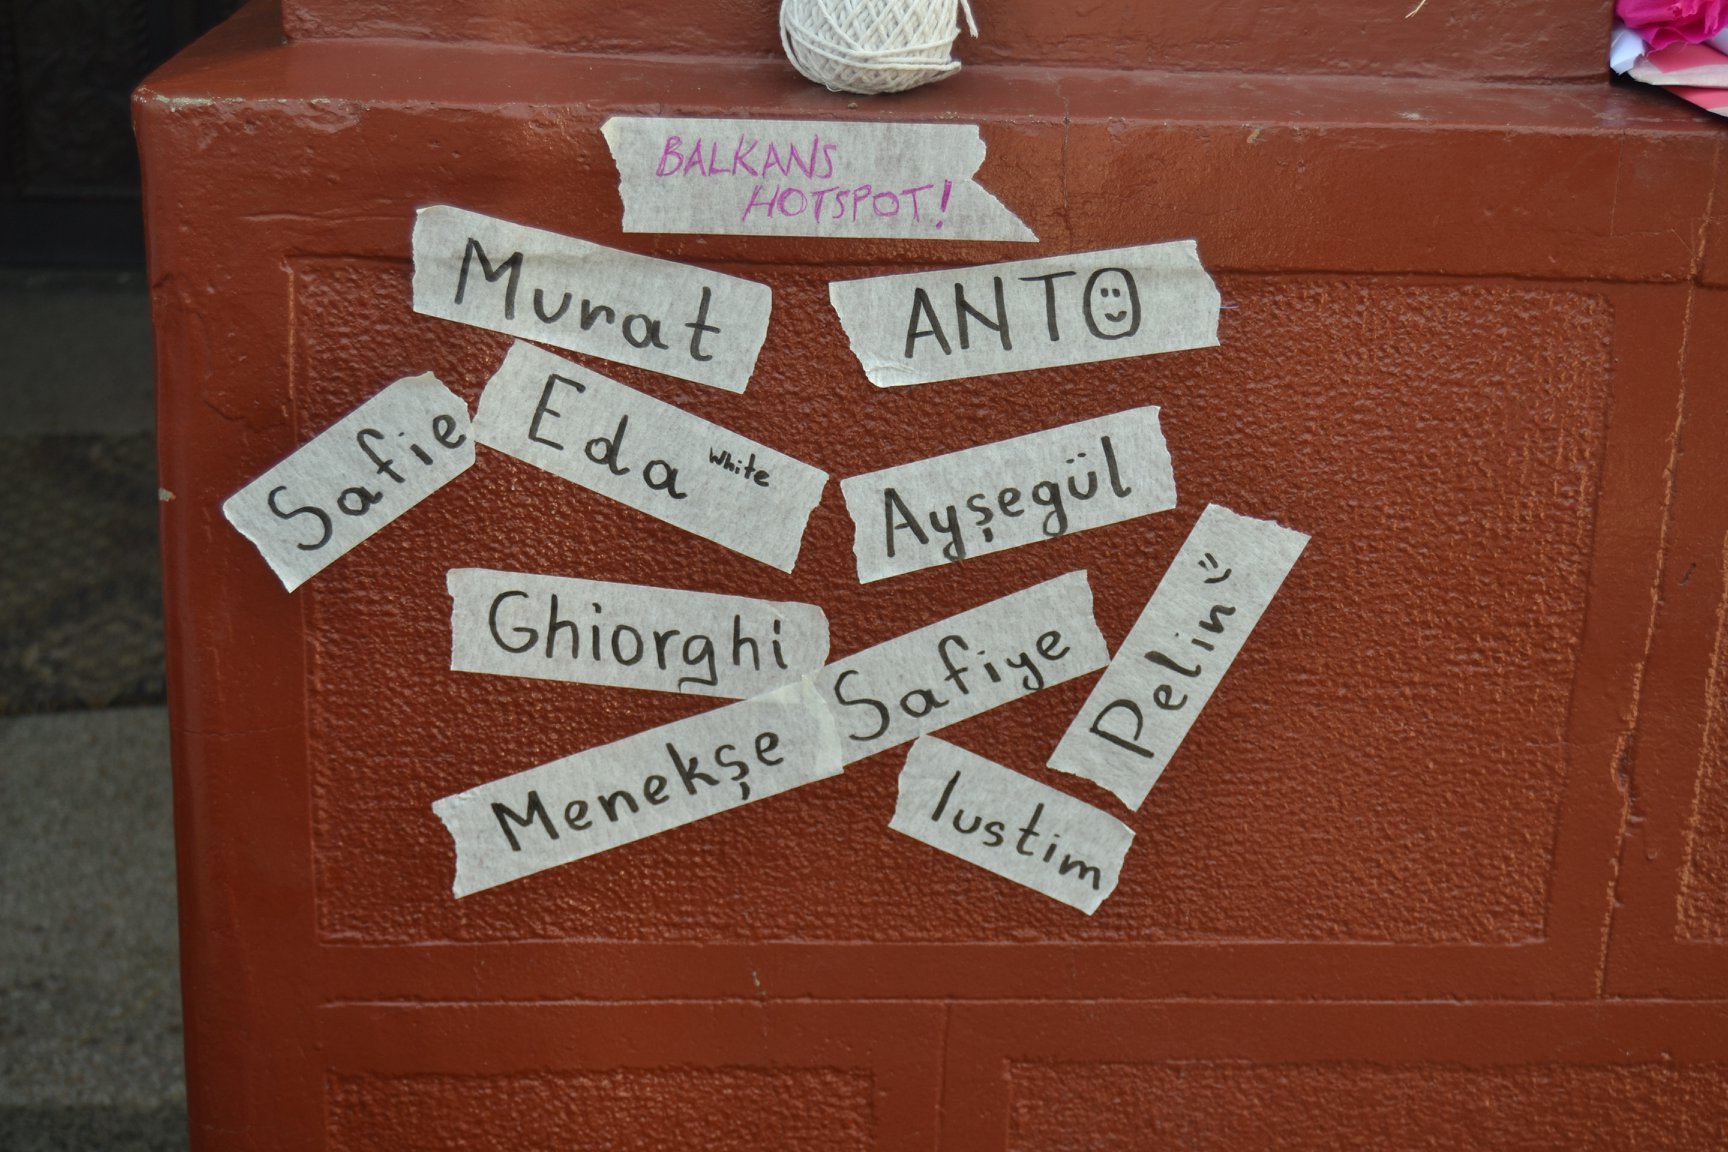 BALKANS
HOTSPOT!
Murat
ANTO
Safie
Eda White
Ayşegül
Ghiorghi
Safiye
Pelin
Menekşe
Iustim